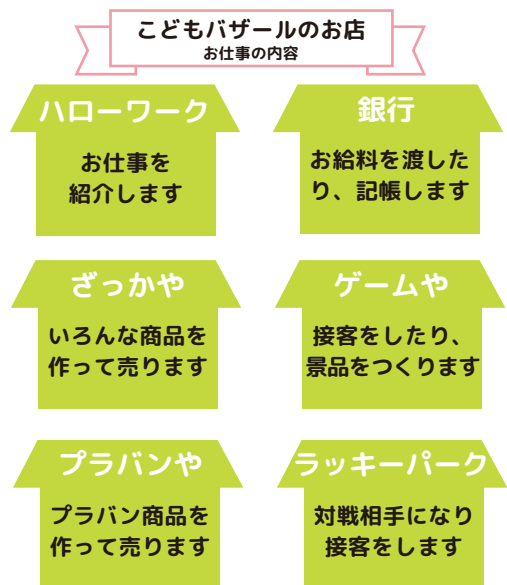 こどもバザールのお店
お仕事の内容
ハローワーク
お仕事を
紹介します
銀行
お給料を渡した
り、記帳します
ざっかや
いろんな商品を
作って売ります
ゲームや
接客をしたり、
景品をつくります
プラバンや
プラバン商品を
作って売ります
ラッキーパーク
対戦相手になり
接客をします